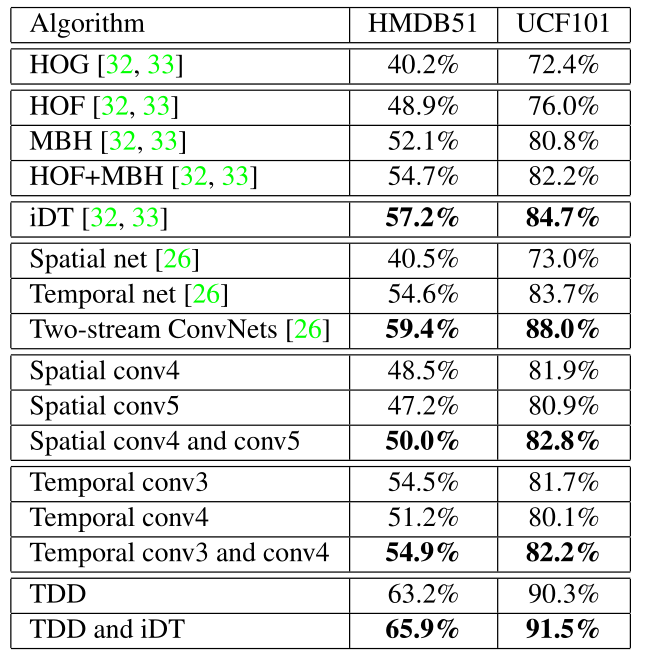 Algorithm HMDB51 UCF101
HOG [32, 33] 40.2% 72.4%
HOF [32, 33] 48.9% 76.0%
MBH [32, 33] 52.1% 80.8%
HOF+MBH [32, 33] 54.7% 82.2%
iDT [32, 33] 57.2% 84.7%
Spatial net [26] 40.5% 73.0%
Temporal net [26] 54.6% 83.7%
Two-stream ConvNets [26] 59.4% 88.0%
Spatial conv4 48.5% 81.9%
Spatial conv5 47.2% 80.9%
Spatial conv4 and conv5 50.0% 82.8%
Temporal conv3 54.5% 81.7%
Temporal conv4 51.2% 80.1%
Temporal conv3 and conv4 54.9% 82.2%
TDD 63.2% 90.3%
TDD and iDT 65.9% 91.5%